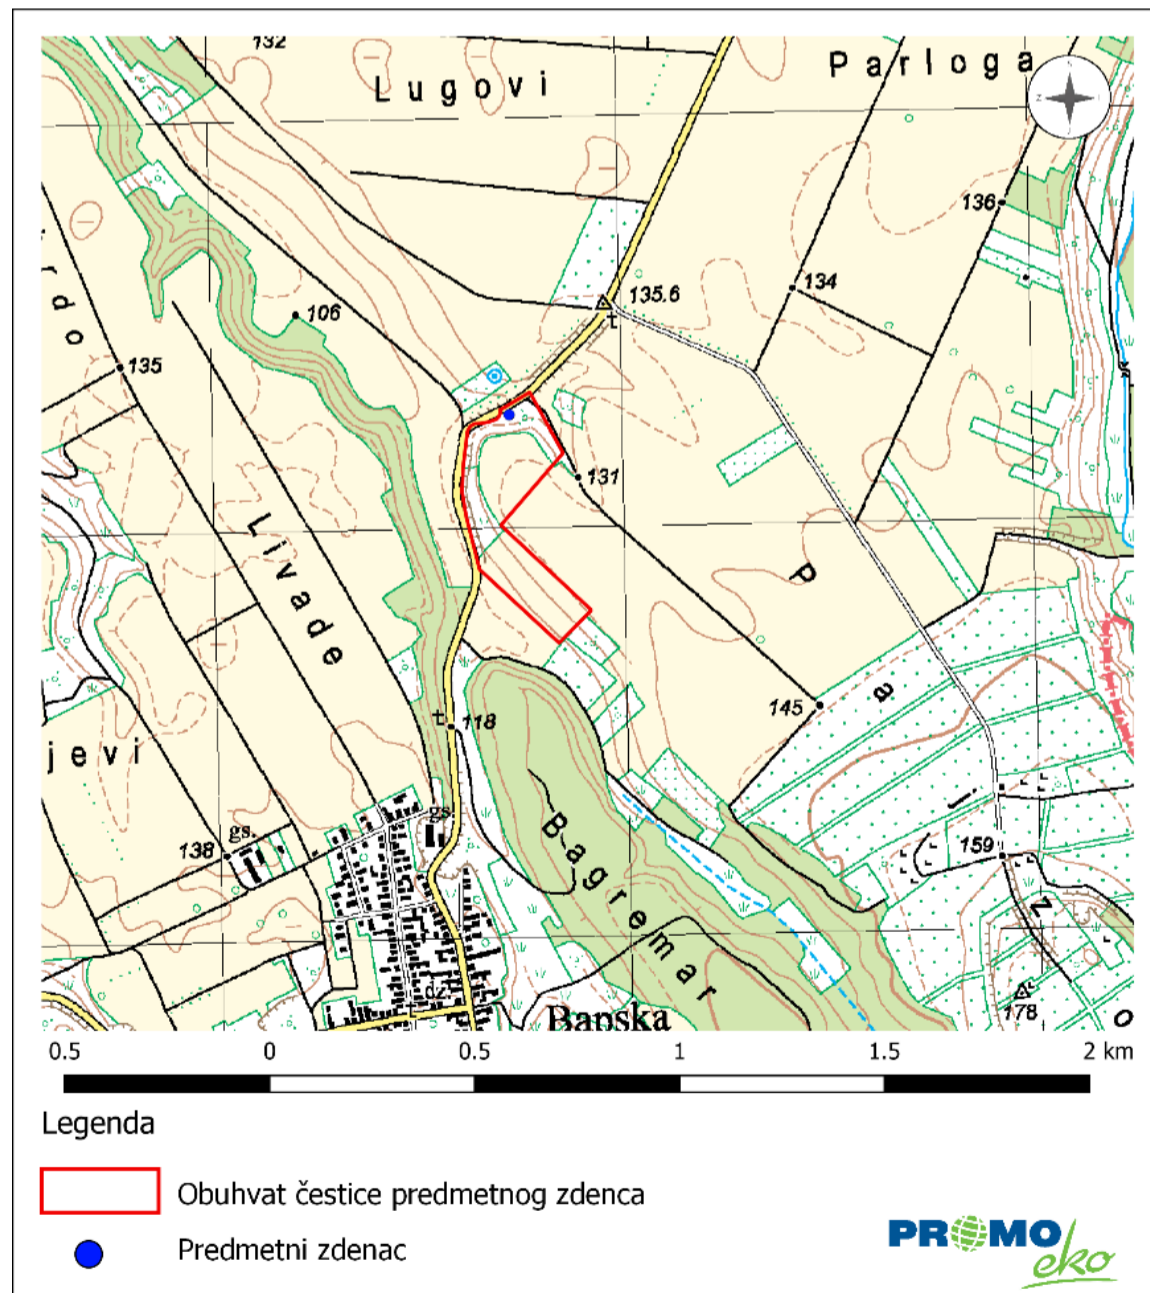 132
Lugovi
Parloga
136
134
135.6
t
106
rdo
135
131
Livade
P
a
145
jevi
t 118
gs.
gs.
138
Bagremar
159
z
178
o
dz.
Bapska
0.5 0 0.5 1 1.5 2 km
Legenda
Obuhvat čestice predmetnog zdenca
Predmetni zdenac
PROMO
eko